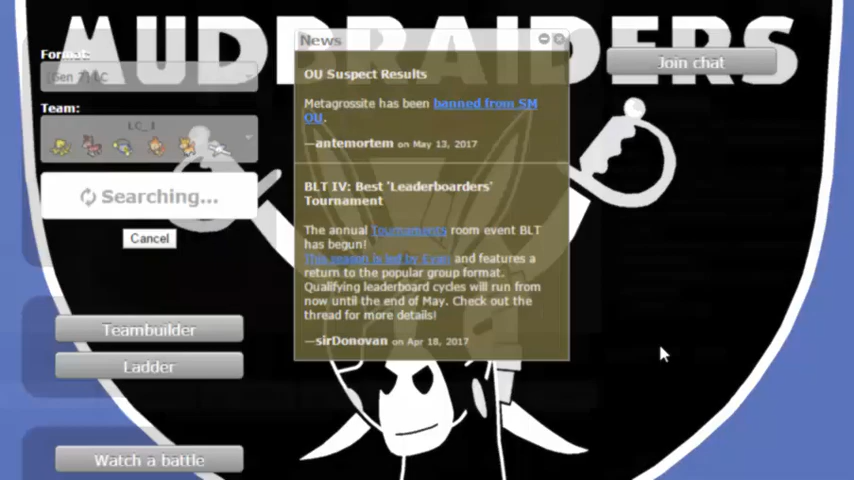 MUDBRAIDERS
Format:
[Gen 7] LC
Team:
LC_1
Searching...
Cancel
Teambuilder
Ladder
Watch a battle
News
OU Suspect Results
Metagrossite has been banned from SM
OU.
—antemortem on May 13, 2017
BLT IV: Best 'Leaderboarders'
Tournament
The annual Tournaments room event BLT
has begun!
This season is led by Eyan and features a
return to the popular group format.
Qualifying leaderboard cycles will run from
now until the end of May. Check out the
thread for more details!
—sirDonovan on Apr 18, 2017
Join chat